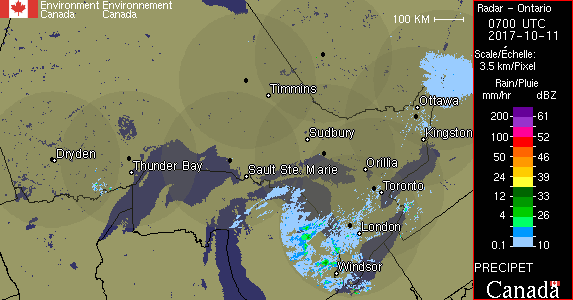 Environment Environnement
Canada Canada
100 KM
Timmins
Ottawa
Sudbury
Kingston
Dryden
Thunder Bay
Sault Ste. Marie
Orillia
Toronto
London
Windsor
Radar - Ontario
0700 UTC
2017-10-11
Scale/Échelle:
3.5 km/Pixel
Rain/Pluie
mm/hr dBZ
200 61
100 52
50 46
24 39
12 33
4 26
0.1 10
PRECIPET
Canada